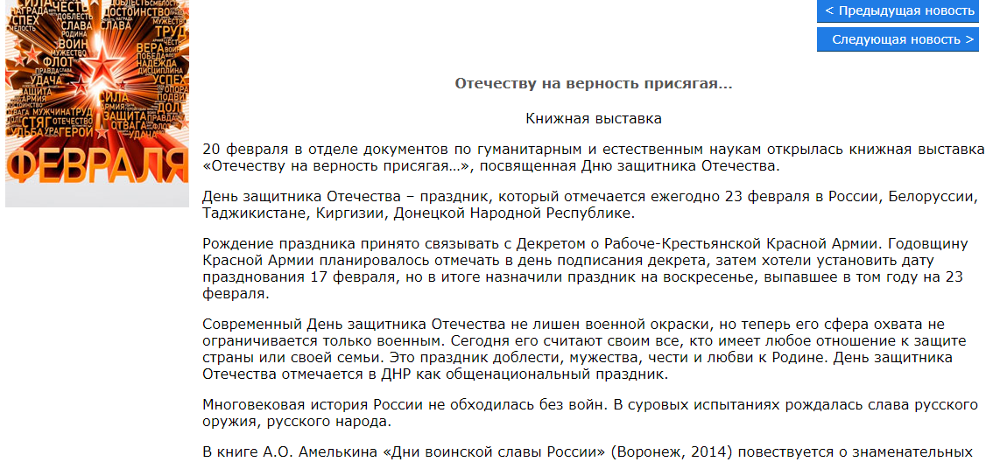 СИЛА
ЧЕСТЬ
НАГРАДА
УСПЕХ
ДОБЛЕСТЬ
ДОСТОИНСТВО
СЛАВА
МУЖЕСТВО
ТРУД
РОДИНА
ВОИН
МУЖЕСТВО
ФЛОТ
ВЕРА
ПОБЕДА
НАДЕЖДА
ДИСЦИПЛИНА
УДАЧА
УСПЕХ
ЗАЩИТА
АРМИЯ
СИЛА
ОТВАГА МУЖЧИНА ТРУД
ЗАЩИТА
СТЯГ
ОТЕЧЕСТВО
ОТВАГА
СУДЬБА УРА ГЕРОЙ
УДАЧА
ФЕВРАЛЯ
< Предыдущая новость
Следующая новость >
Отечеству на верность присягая…
Книжная выставка
20 февраля в отделе документов по гуманитарным и естественным наукам открылась книжная выставка
«Отечеству на верность присягая…», посвященная Дню защитника Отечества.
День защитника Отечества – праздник, который отмечается ежегодно 23 февраля в России, Белоруссии,
Таджикистане, Киргизии, Донецкой Народной Республике.
Рождение праздника принято связывать с Декретом о Рабоче-Крестьянской Красной Армии. Годовщину
Красной Армии планировалось отмечать в день подписания декрета, затем хотели установить дату
празднования 17 февраля, но в итоге назначили праздник на воскресенье, выпавшее в том году на 23
февраля.
Современный День защитника Отечества не лишен военной окраски, но теперь его сфера охвата не
ограничивается только военным. Сегодня его считают своим все, кто имеет любое отношение к защите
страны или своей семьи. Это праздник доблести, мужества, чести и любви к Родине. День защитника
Отечества отмечается в ДНР как общенациональный праздник.
Многовековая история России не обходилась без войн. В суровых испытаниях рождалась слава русского
оружия, русского народа.
В книге А.О. Амелькина «Дни воинской славы России» (Воронеж, 2014) повествуется о знаменательных